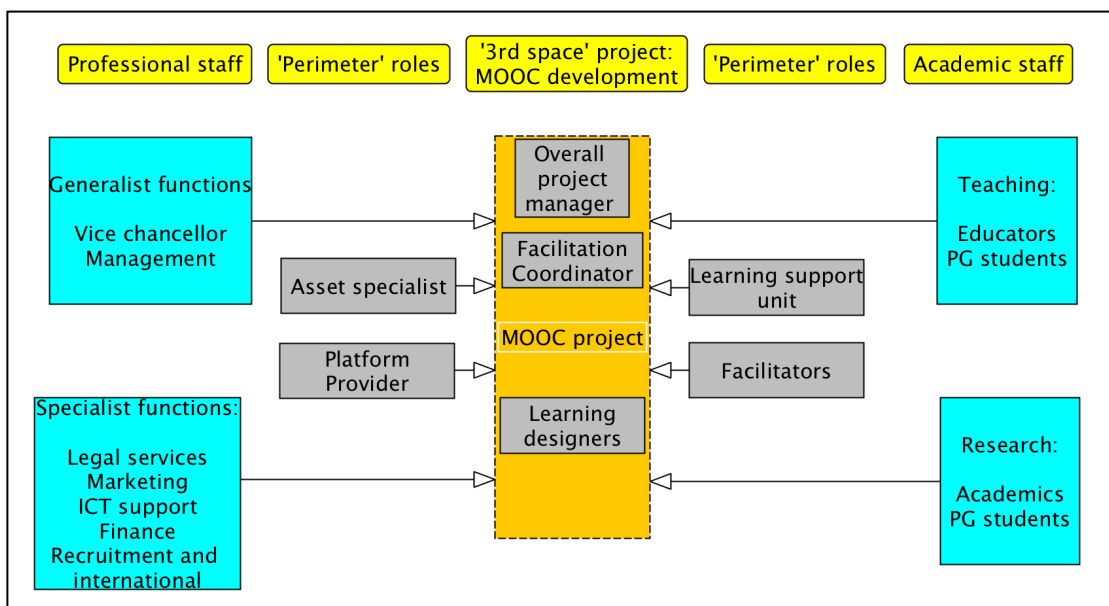 Professional staff
'Perimeter' roles
'3rd space' project:
MOOC development
'Perimeter' roles
Academic staff
Generalist functions
Vice chancellor
Management
Overall
project
manager
Teaching:
Educators
PG students
Facilitation
Coordinator
Asset specialist
Learning support
unit
MOOC project
Platform
Provider
Facilitators
Specialist functions:
Legal services
Marketing
ICT support
Finance
Recruitment and
international
Learning
designers
Research:
Academics
PG students